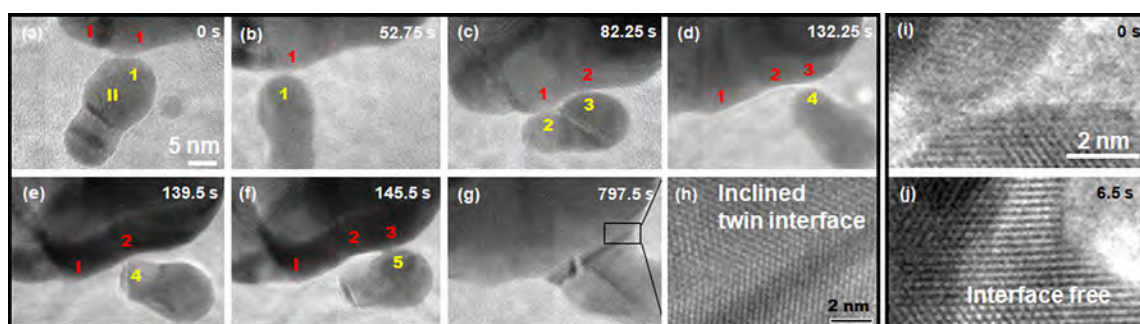 (a) I 1 0 s
1
II
5 nm
(b) 52.75 s
1
1
(c) 82.25 s
2
1
3
2
(d) 132.25 s
2 3
1
4
(i) 0 s
2 nm
(e) 139.5 s
2
I
4
(f) 145.5 s
2 3
I
5
(g) 797.5 s
(h) Inclined
twin interface
2 nm
(j) 6.5 s
Interface free